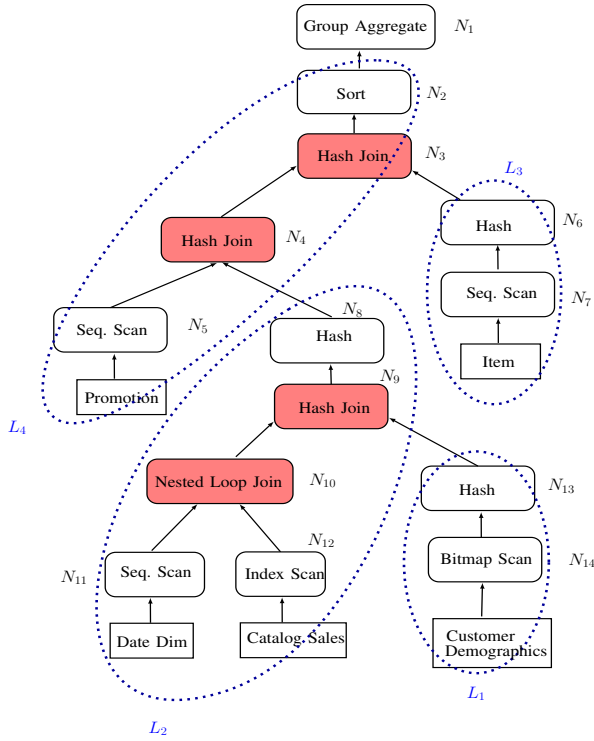 Group Aggregate N1
Sort N2
Hash Join N3
L3
Hash N6
Hash Join N4
Seq. Scan N7
N8
Seq. Scan N5
Hash
Item
N9
Promotion
Hash Join
L4
Nested Loop Join N10
Hash N13
N12
N11 Seq. Scan
Index Scan
Bitmap Scan N14
Date Dim
Catalog Sales
Customer
Demographics
L1
L2